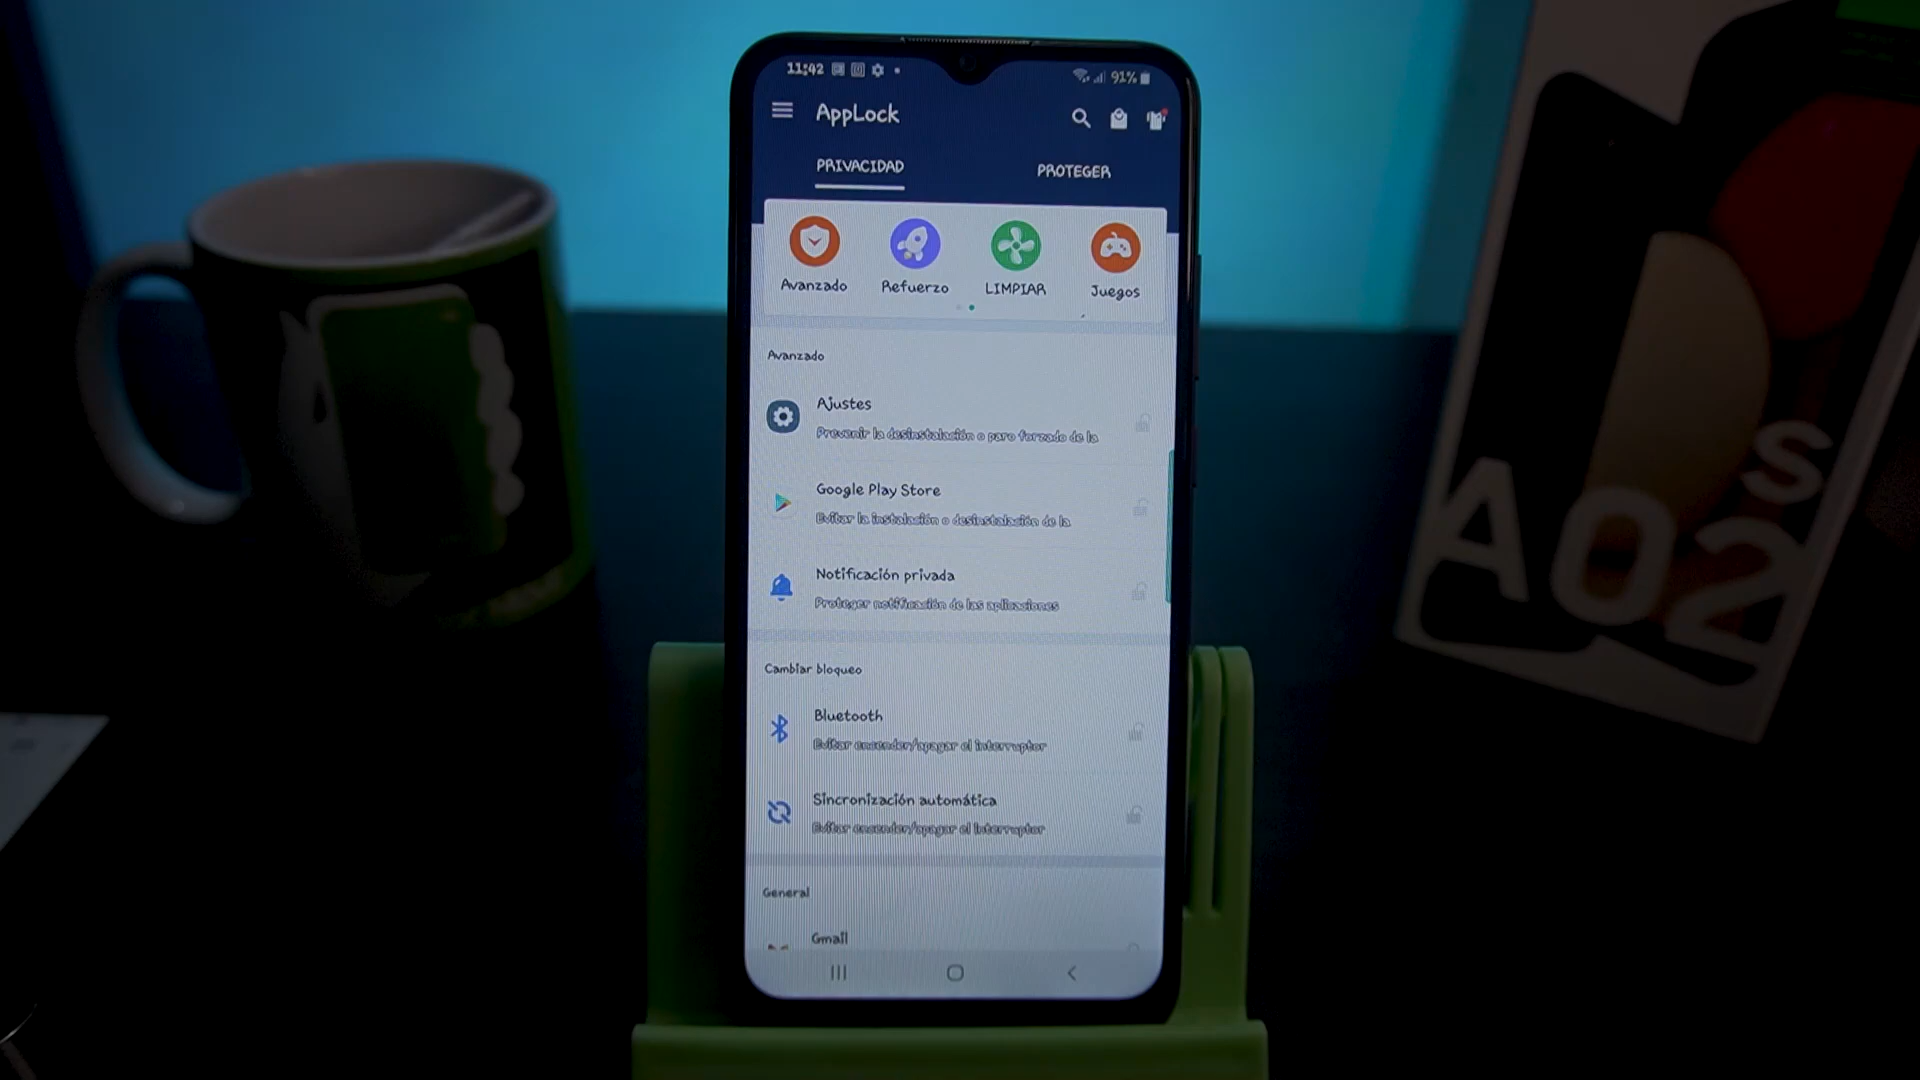 11:42
91%
AppLock
PRIVACIDAD
PROTEGER
Avanzado
Refuerzo
LIMPIAR
Juegos
Avanzado
Ajustes
Prevenir la desinstalación o paro forzado de la
Google Play Store
Evitar la instalación o desinstalación de la
Notificación privada
Proteger notificación de las aplicaciones
Cambiar bloqueo
Bluetooth
Evitar encender/apagar el interruptor
Sincronización automática
Evitar encender/apagar el interruptor
General
Gmail
A02s